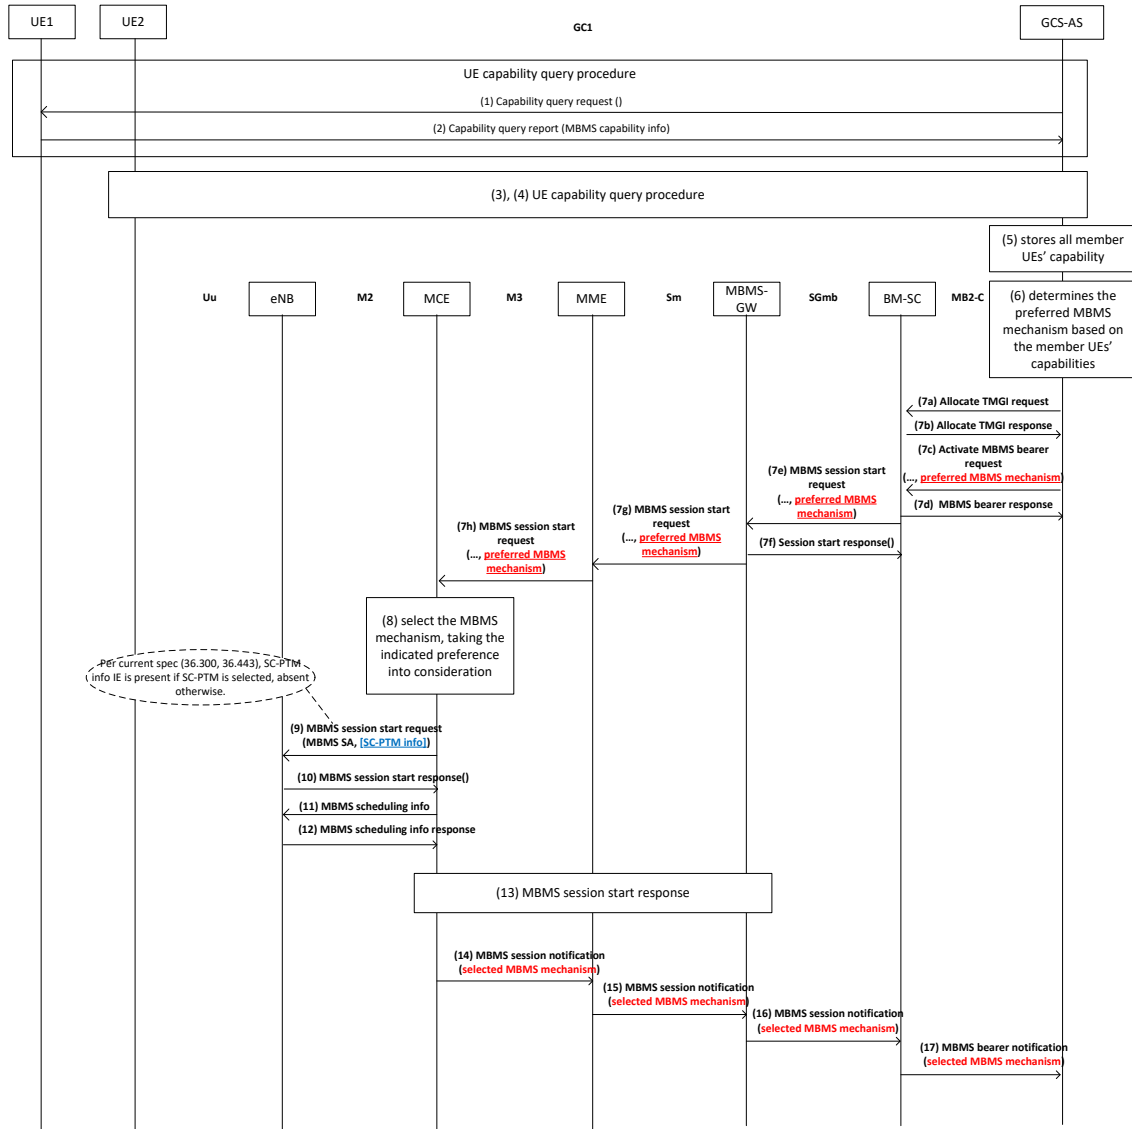 UE1
UE2
GC1
GCS-AS
UE capability query procedure
(1) Capability query request ()
(2) Capability query report (MBMS capability info)
(3), (4) UE capability query procedure
(5) stores all member
UEs’ capability
Uu
eNB
M2
MCE
M3
MME
Sm
MBMS-
GW
SGmb
BM-SC
MB2-C
(6) determines the
preferred MBMS
mechanism based on
the member UEs’
capabilities
(7a) Allocate TMGI request
(7b) Allocate TMGI response
(7c) Activate MBMS bearer
request
(…, preferred MBMS mechanism)
(7d)  MBMS bearer response
(7e) MBMS session start
request
(…, preferred MBMS
mechanism)
(7f) Session start response()
(7g) MBMS session start
request
(…, preferred MBMS
mechanism)
(7h) MBMS session start
request
(…, preferred MBMS
mechanism)
(8) select the MBMS
mechanism, taking the
indicated preference
into consideration
Per current spec (36.300, 36.443), SC-PTM
info IE is present if SC-PTM is selected, absent
otherwise.
(9) MBMS session start request
(MBMS SA, [SC-PTM info])
(10) MBMS session start response()
(11) MBMS scheduling info
(12) MBMS scheduling info response
(13) MBMS session start response
(14) MBMS session notification
(selected MBMS mechanism)
(15) MBMS session notification
(selected MBMS mechanism)
(16) MBMS session notification
(selected MBMS mechanism)
(17) MBMS bearer notification
(selected MBMS mechanism)